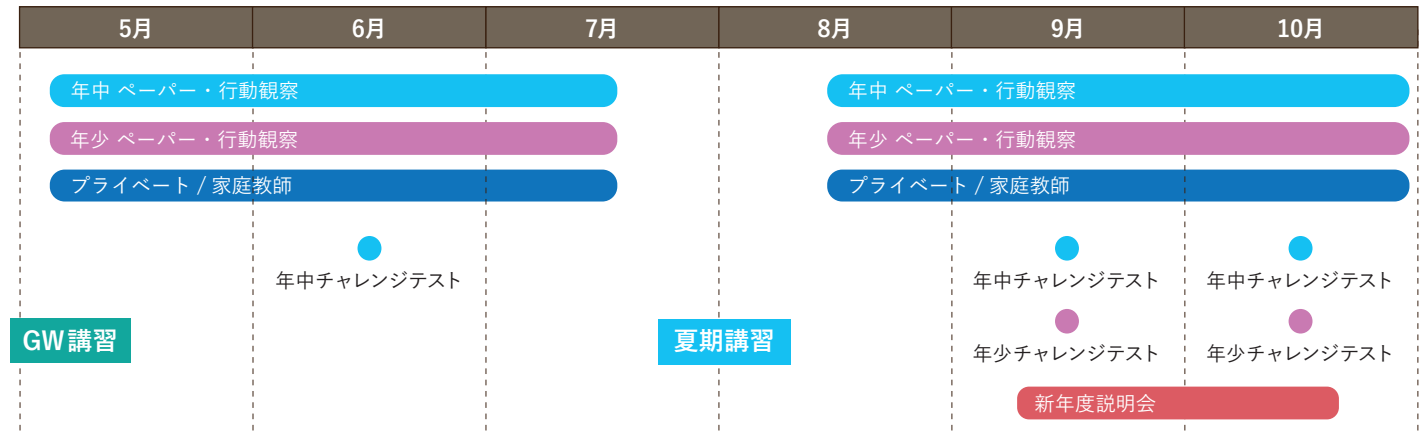 5月 6月 7月 8月 9月 10月
年中 ペーパー・行動観察 年中 ペーパー・行動観察
年少 ペーパー・行動観察 年少 ペーパー・行動観察
プライベート / 家庭教師 プライベート / 家庭教師
年中チャレンジテスト 年中チャレンジテスト 年中チャレンジテスト
GW講習 夏期講習
年少チャレンジテスト 年少チャレンジテスト
新年度説明会